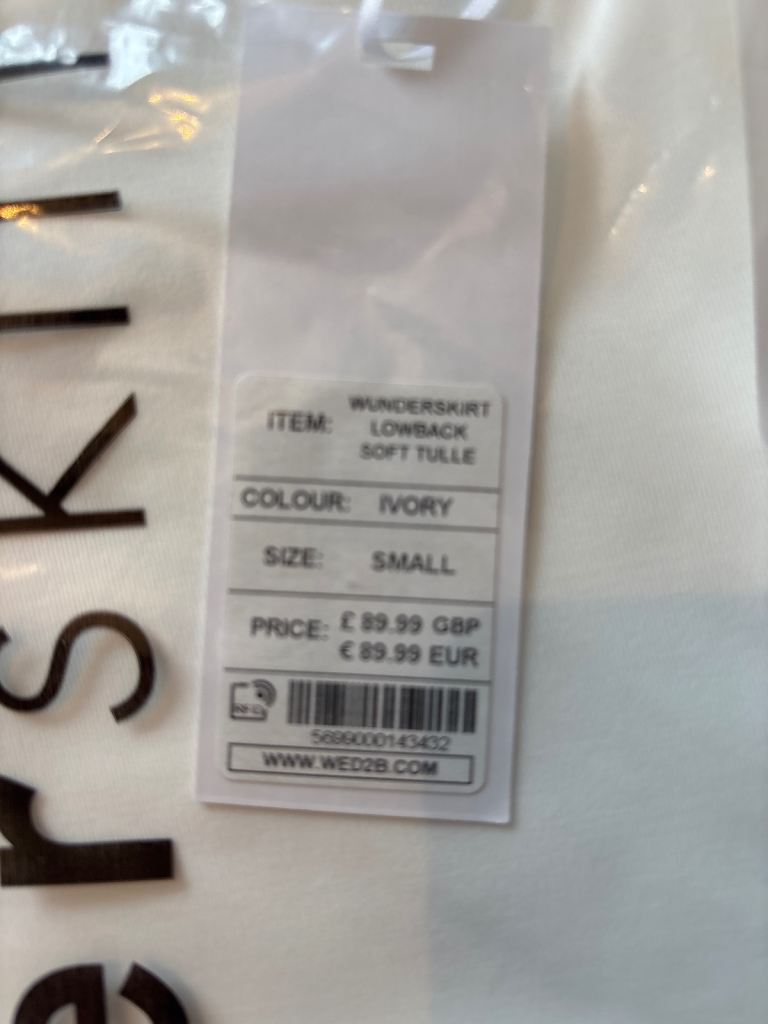 ITEM: WUNDERSKIRT
LOWBACK
SOFT TULLE
COLOUR: IVORY
SIZE: SMALL
PRICE: £ 89.99 GBP
€ 89.99 EUR
RFID
5699000143432
WWW.WED2B.COM
erskirt